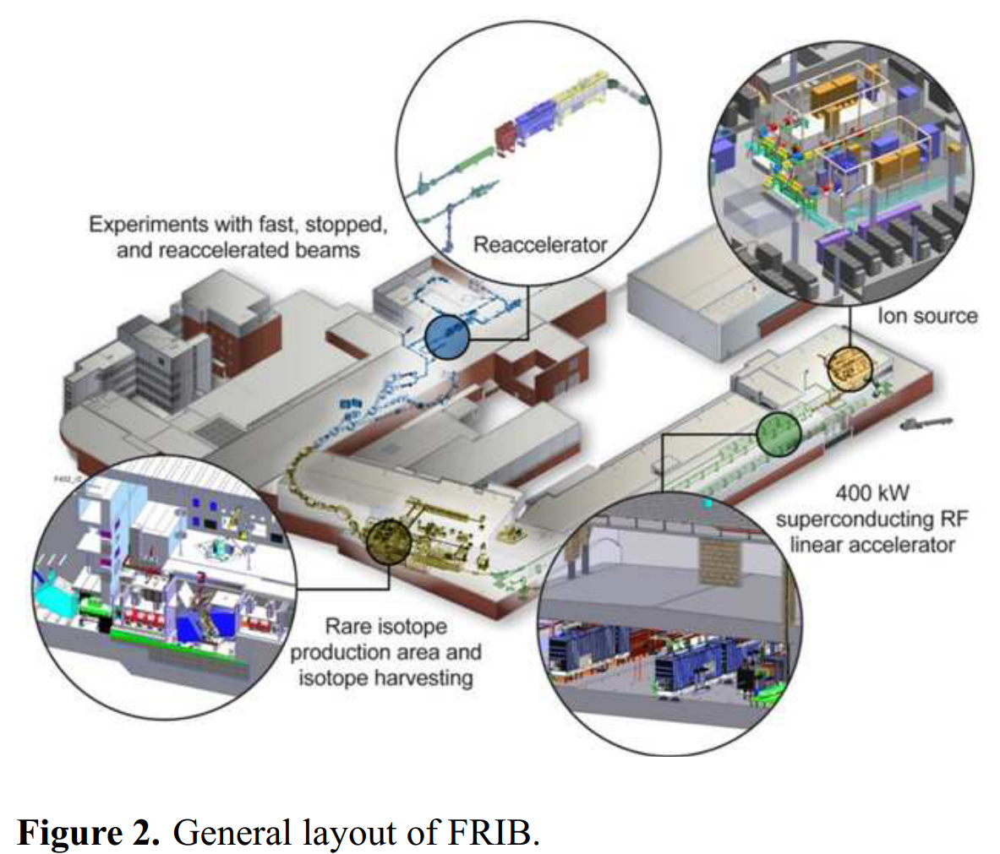 Experiments with fast, stopped,
and reaccelerated beams
Reaccelerator
Ion source
400 kW
superconducting RF
linear accelerator
Rare isotope
production area and
isotope harvesting
Figure 2. General layout of FRIB.